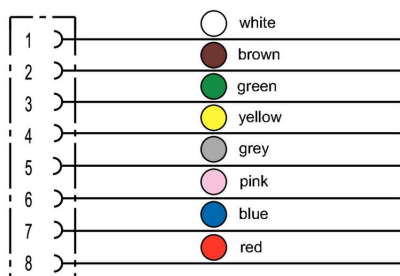 white
1
brown
2
green
3
yellow
4
grey
5
pink
6
blue
7
red
8